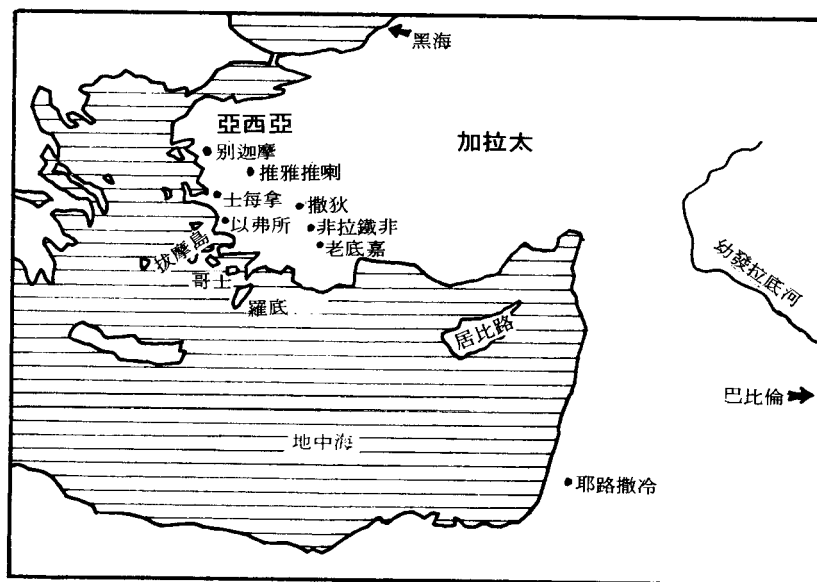 黑海
亞西亞
加拉太
別迦摩
推雅推喇
士每拿
撒狄
以弗所
非拉鐵非
拔摩島
老底嘉
哥士
羅底
居比路
幼發拉底河
巴比倫
地中海
耶路撒冷